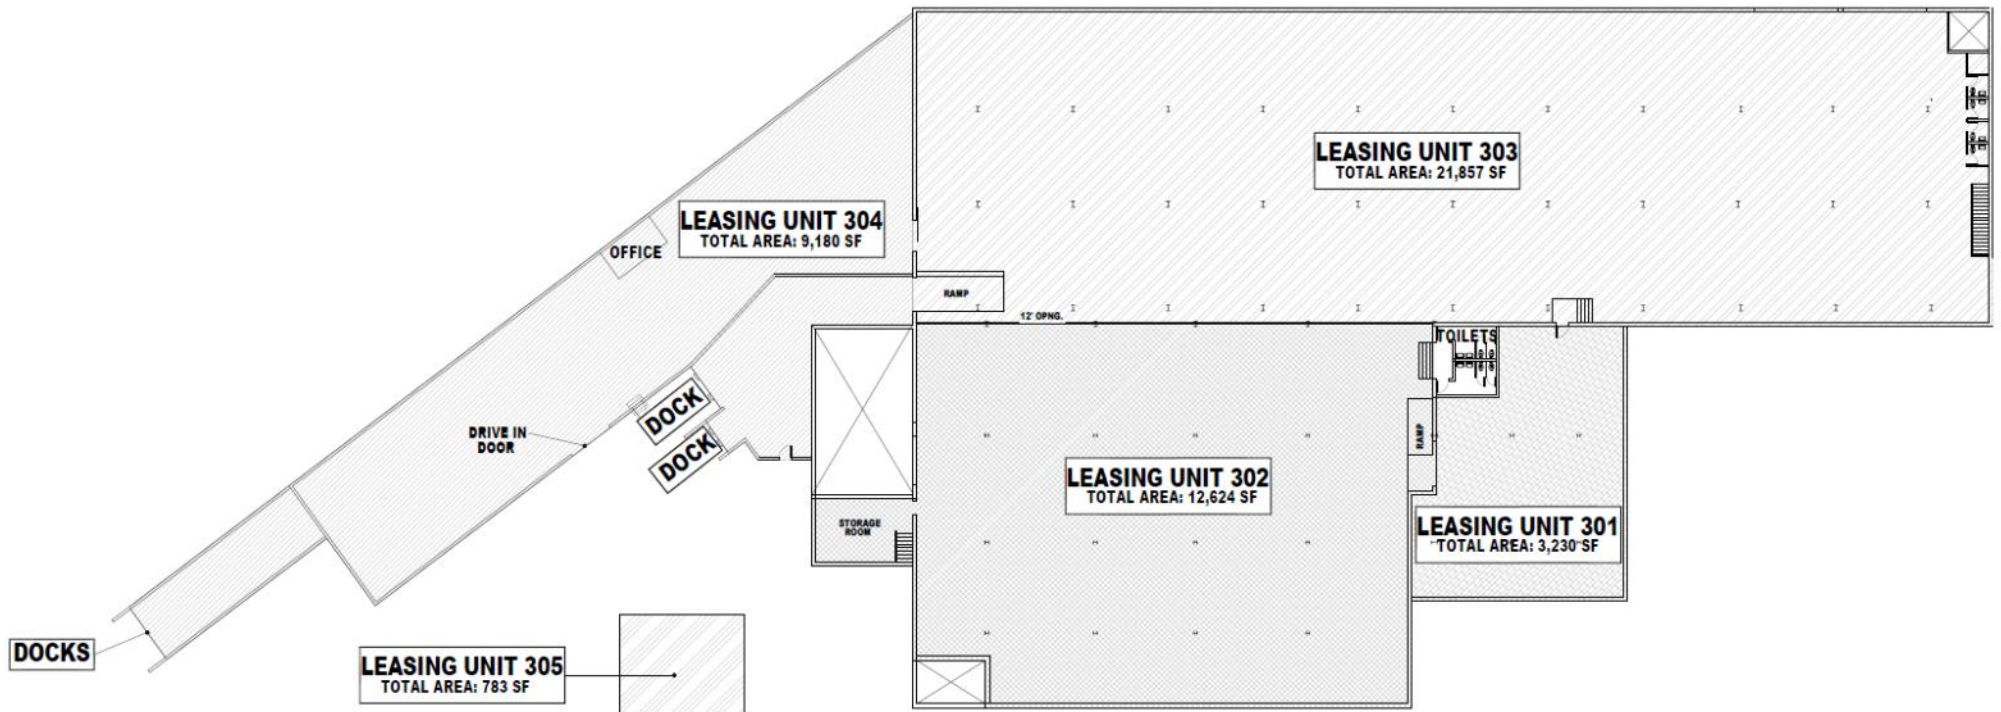 LEASING UNIT 303
TOTAL AREA: 21,857 SF
LEASING UNIT 304
TOTAL AREA: 9,180 SF
OFFICE
RAMP
12' OPNG.
TOILETS
DOCK
DOCK
DRIVE IN
DOOR
RAMP
LEASING UNIT 302
TOTAL AREA: 12,624 SF
STORAGE
ROOM
LEASING UNIT 301
TOTAL AREA: 3,230 SF
DOCKS
LEASING UNIT 305
TOTAL AREA: 783 SF